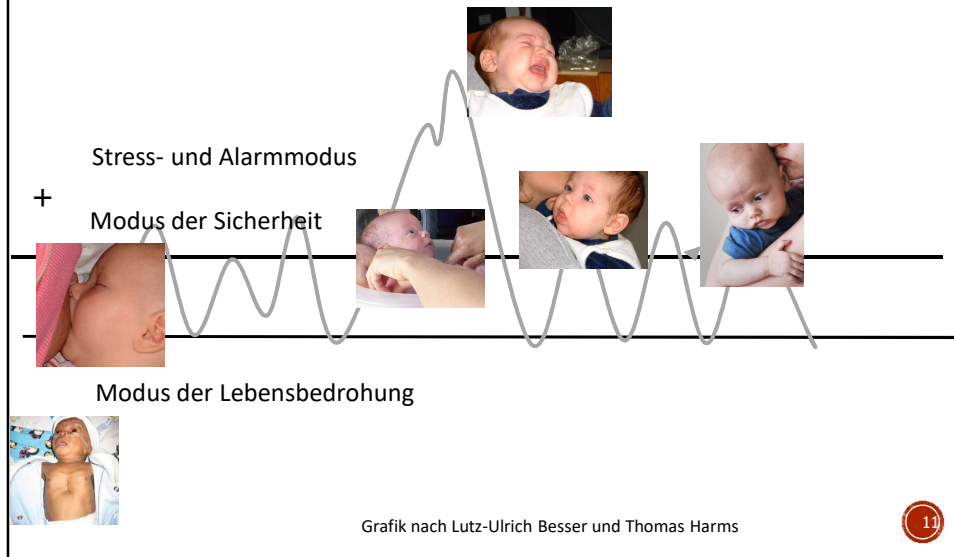 Stress- und Alarmmodus
+
Modus der Sicherheit
Modus der Lebensbedrohung
Grafik nach Lutz-Ulrich Besser und Thomas Harms
11